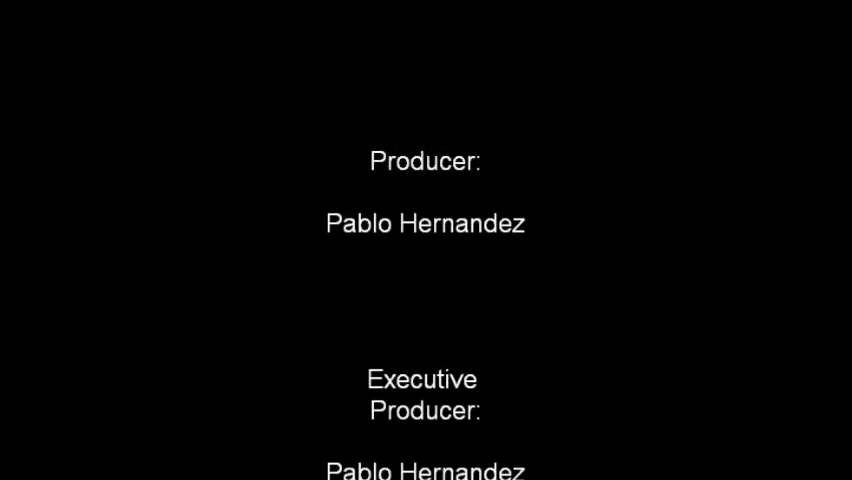 Producer:
Pablo Hernandez
Executive
Producer:
Pablo Hernandez